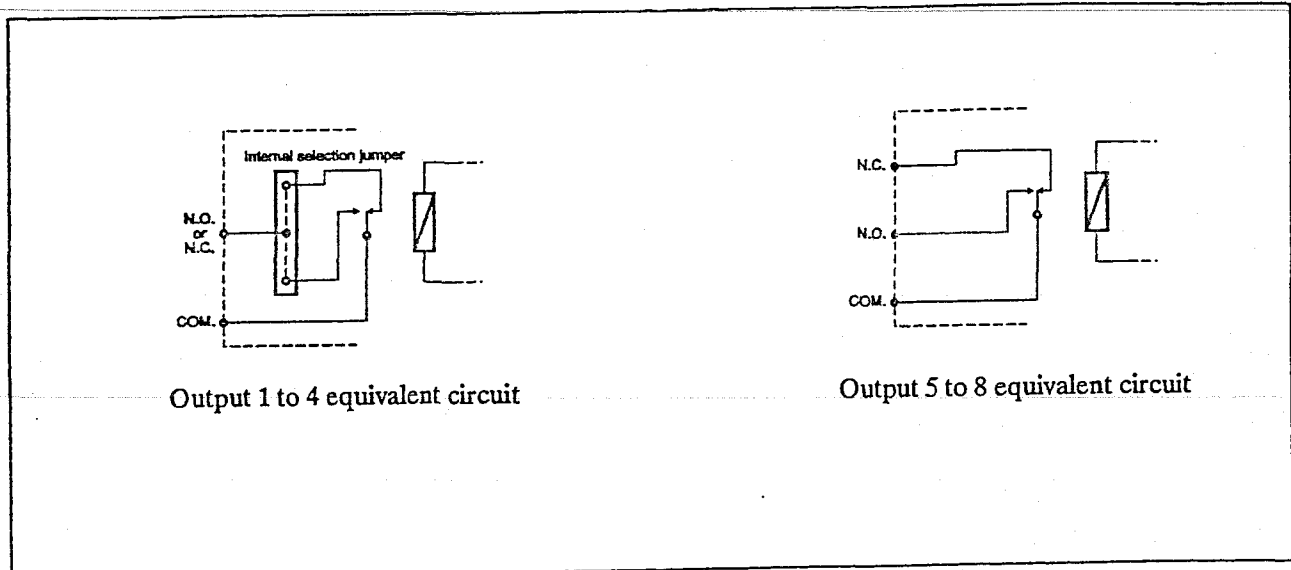 Internal selection jumper
N.O.
or
N.C.
COM.
Output 1 to 4 equivalent circuit
N.C.
N.O.
COM.
Output 5 to 8 equivalent circuit